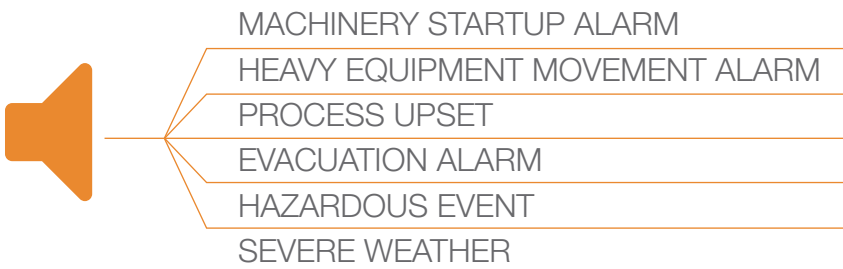 MACHINERY STARTUP ALARM
HEAVY EQUIPMENT MOVEMENT ALARM
PROCESS UPSET
EVACUATION ALARM
HAZARDOUS EVENT
SEVERE WEATHER